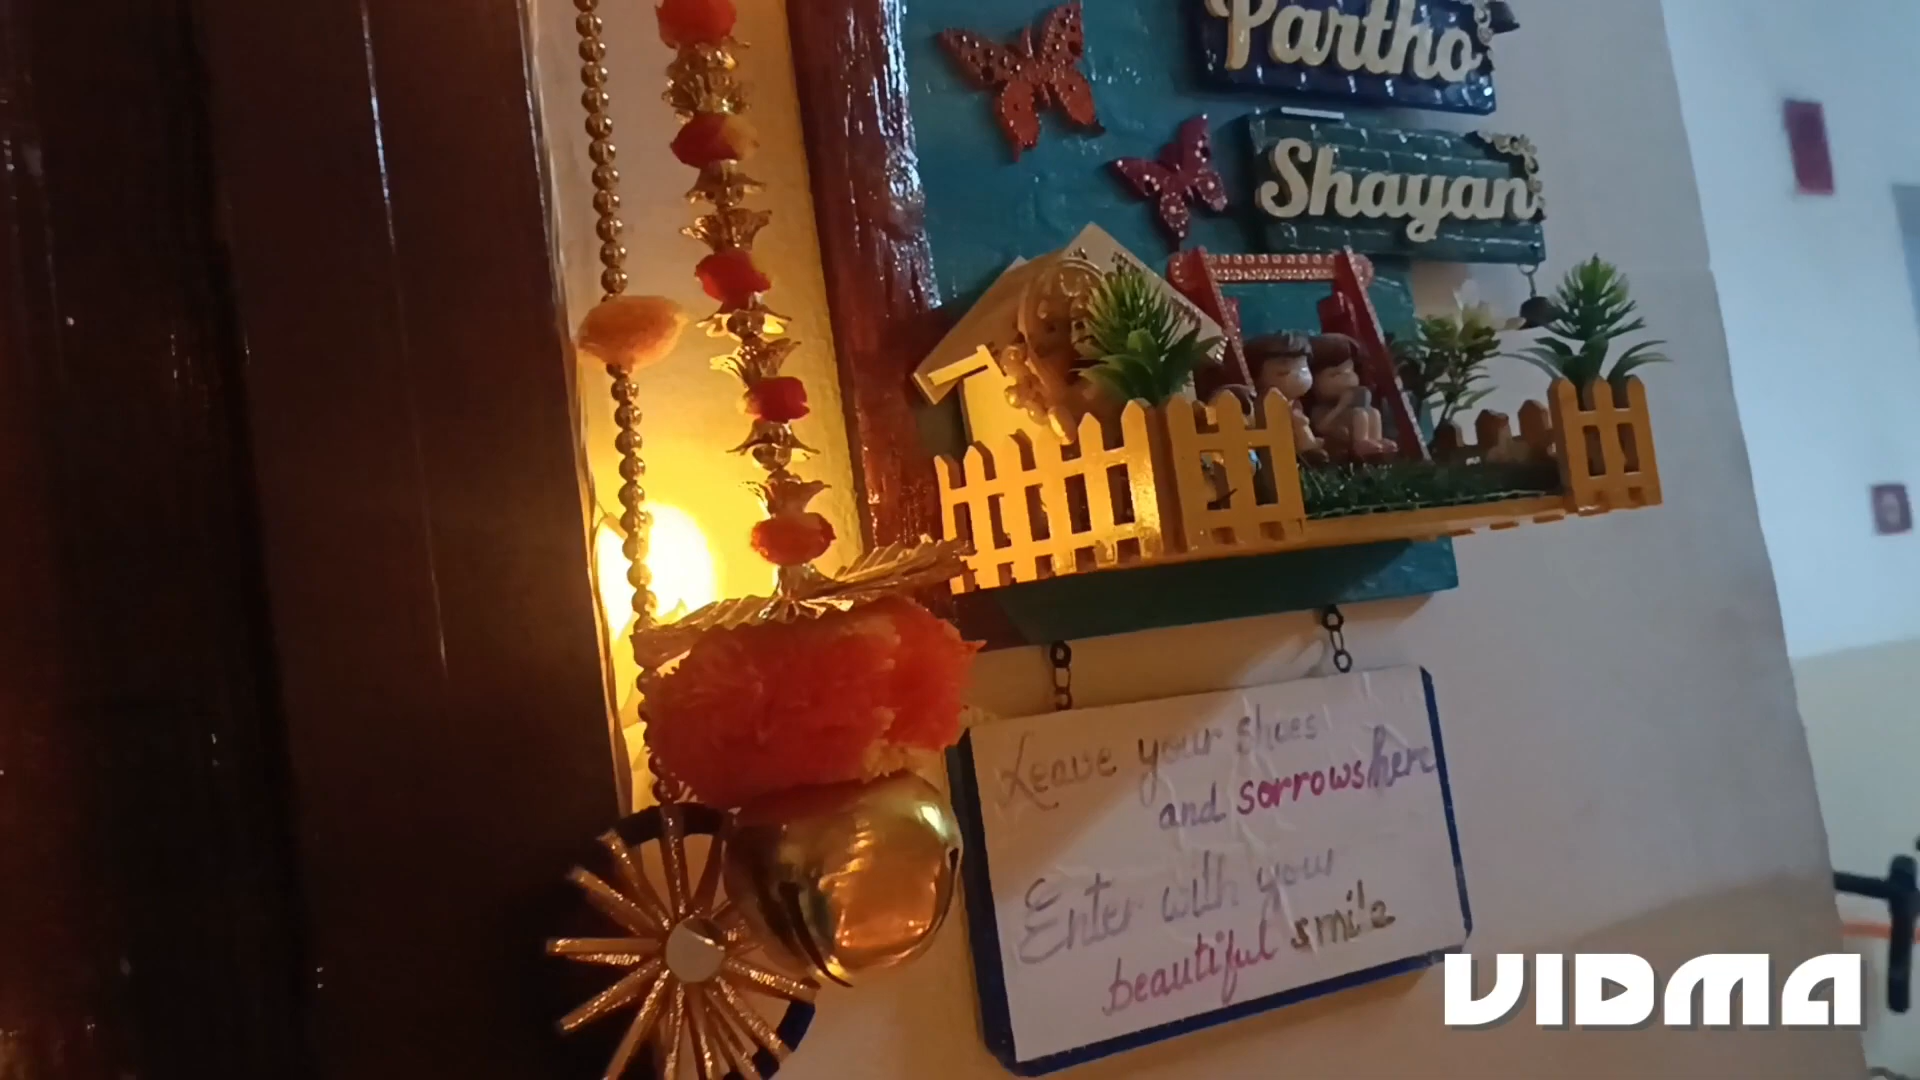 Partho
Shayan
Leave your shoes
and sorrows here
Enter with your
beautiful smile
VIDMA